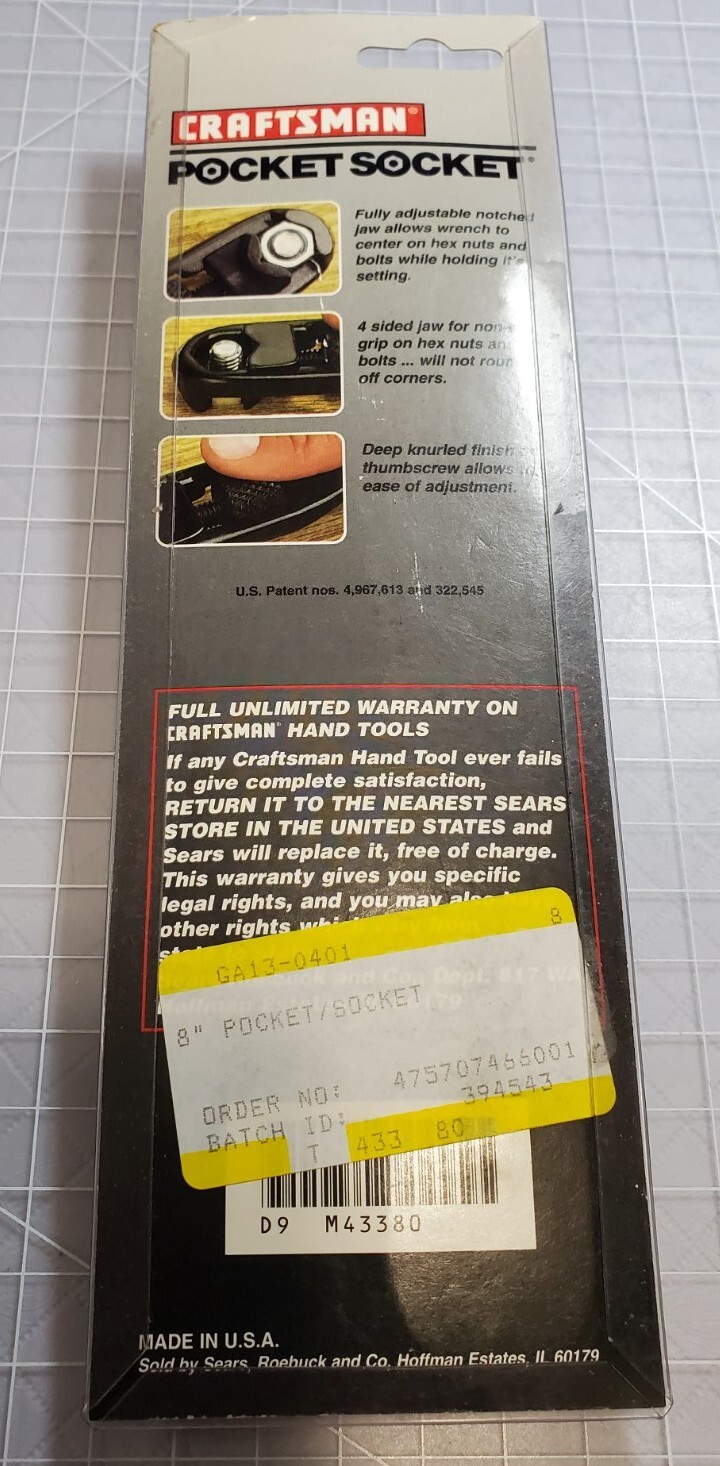 CRAFTSMAN®
POCKET SOCKET®
Fully adjustable notched
jaw allows wrench to
center on hex nuts and
bolts while holding it's
setting.
4 sided jaw for non-
grip on hex nuts
bolts ... will not
off corners.
Deep knurled finish
thumbscrew allows
ease of adjustment.
U.S. Patent nos. 4,967,613 and 322,545
FULL UNLIMITED WARRANTY ON
CRAFTSMAN® HAND TOOLS
If any Craftsman Hand Tool ever fails
to give complete satisfaction,
RETURN IT TO THE NEAREST SEARS
STORE IN THE UNITED STATES and
Sears will replace it, free of charge.
This warranty gives you specific
legal rights, and you may also
other rights
8
GA13-0401
8" POCKET/SOCKET
ORDER NO: 475707466001
BATCH ID: 394543
T 433 80
D9 M43380
MADE IN U.S.A.
Sold by Sears, Roebuck and Co. Hoffman Estates, IL 60179